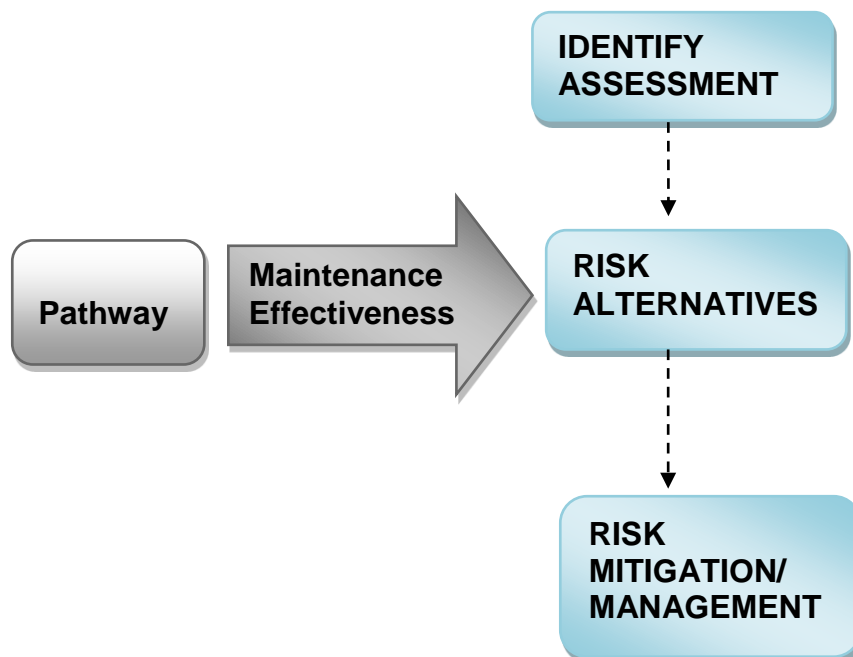 IDENTIFY
ASSESSMENT
Pathway
Maintenance
Effectiveness
RISK
ALTERNATIVES
RISK
MITIGATION/
MANAGEMENT